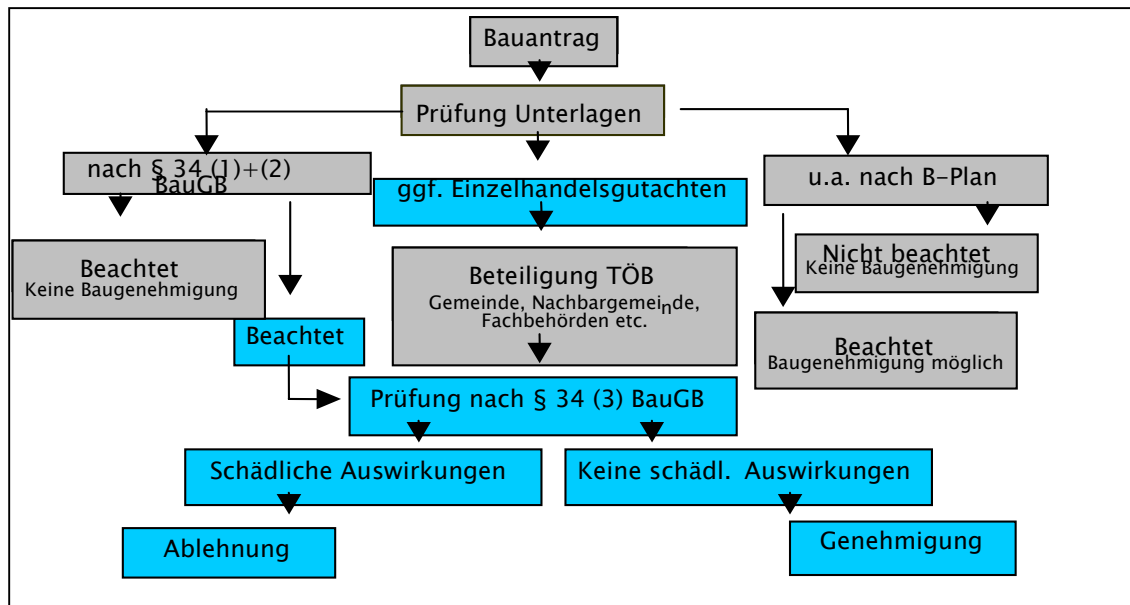 Bauantrag
Prüfung Unterlagen
nach § 34 (1)+(2)
BauGB
ggf. Einzelhandelsgutachten
u.a. nach B-Plan
Beachtet
Keine Baugenehmigung
Beteiligung TÖB
Gemeinde, Nachbargemeinde,
Fachbehörden etc.
Nicht beachtet
Keine Baugenehmigung
Beachtet
Beachtet
Baugenehmigung möglich
Prüfung nach § 34 (3) BauGB
Schädliche Auswirkungen
Keine schädl. Auswirkungen
Ablehnung
Genehmigung